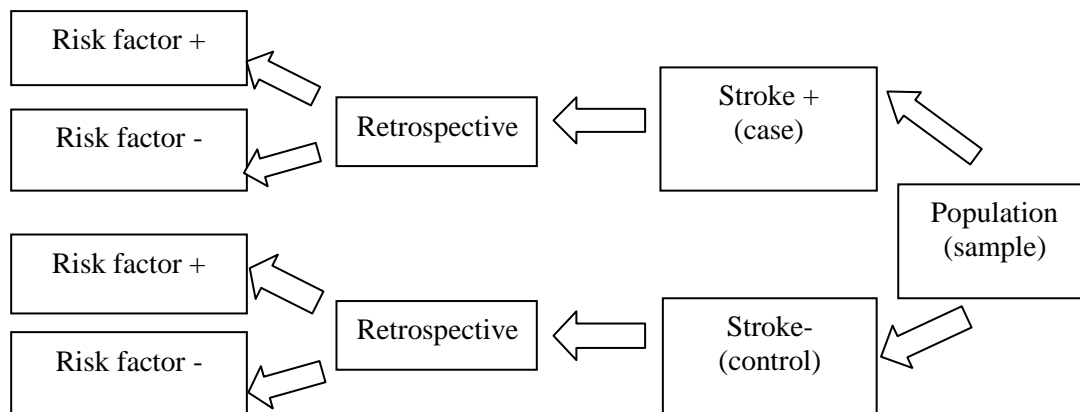 Risk factor +
Risk factor -
Retrospective
Stroke +
(case)
Population
(sample)
Risk factor +
Risk factor -
Retrospective
Stroke-
(control)